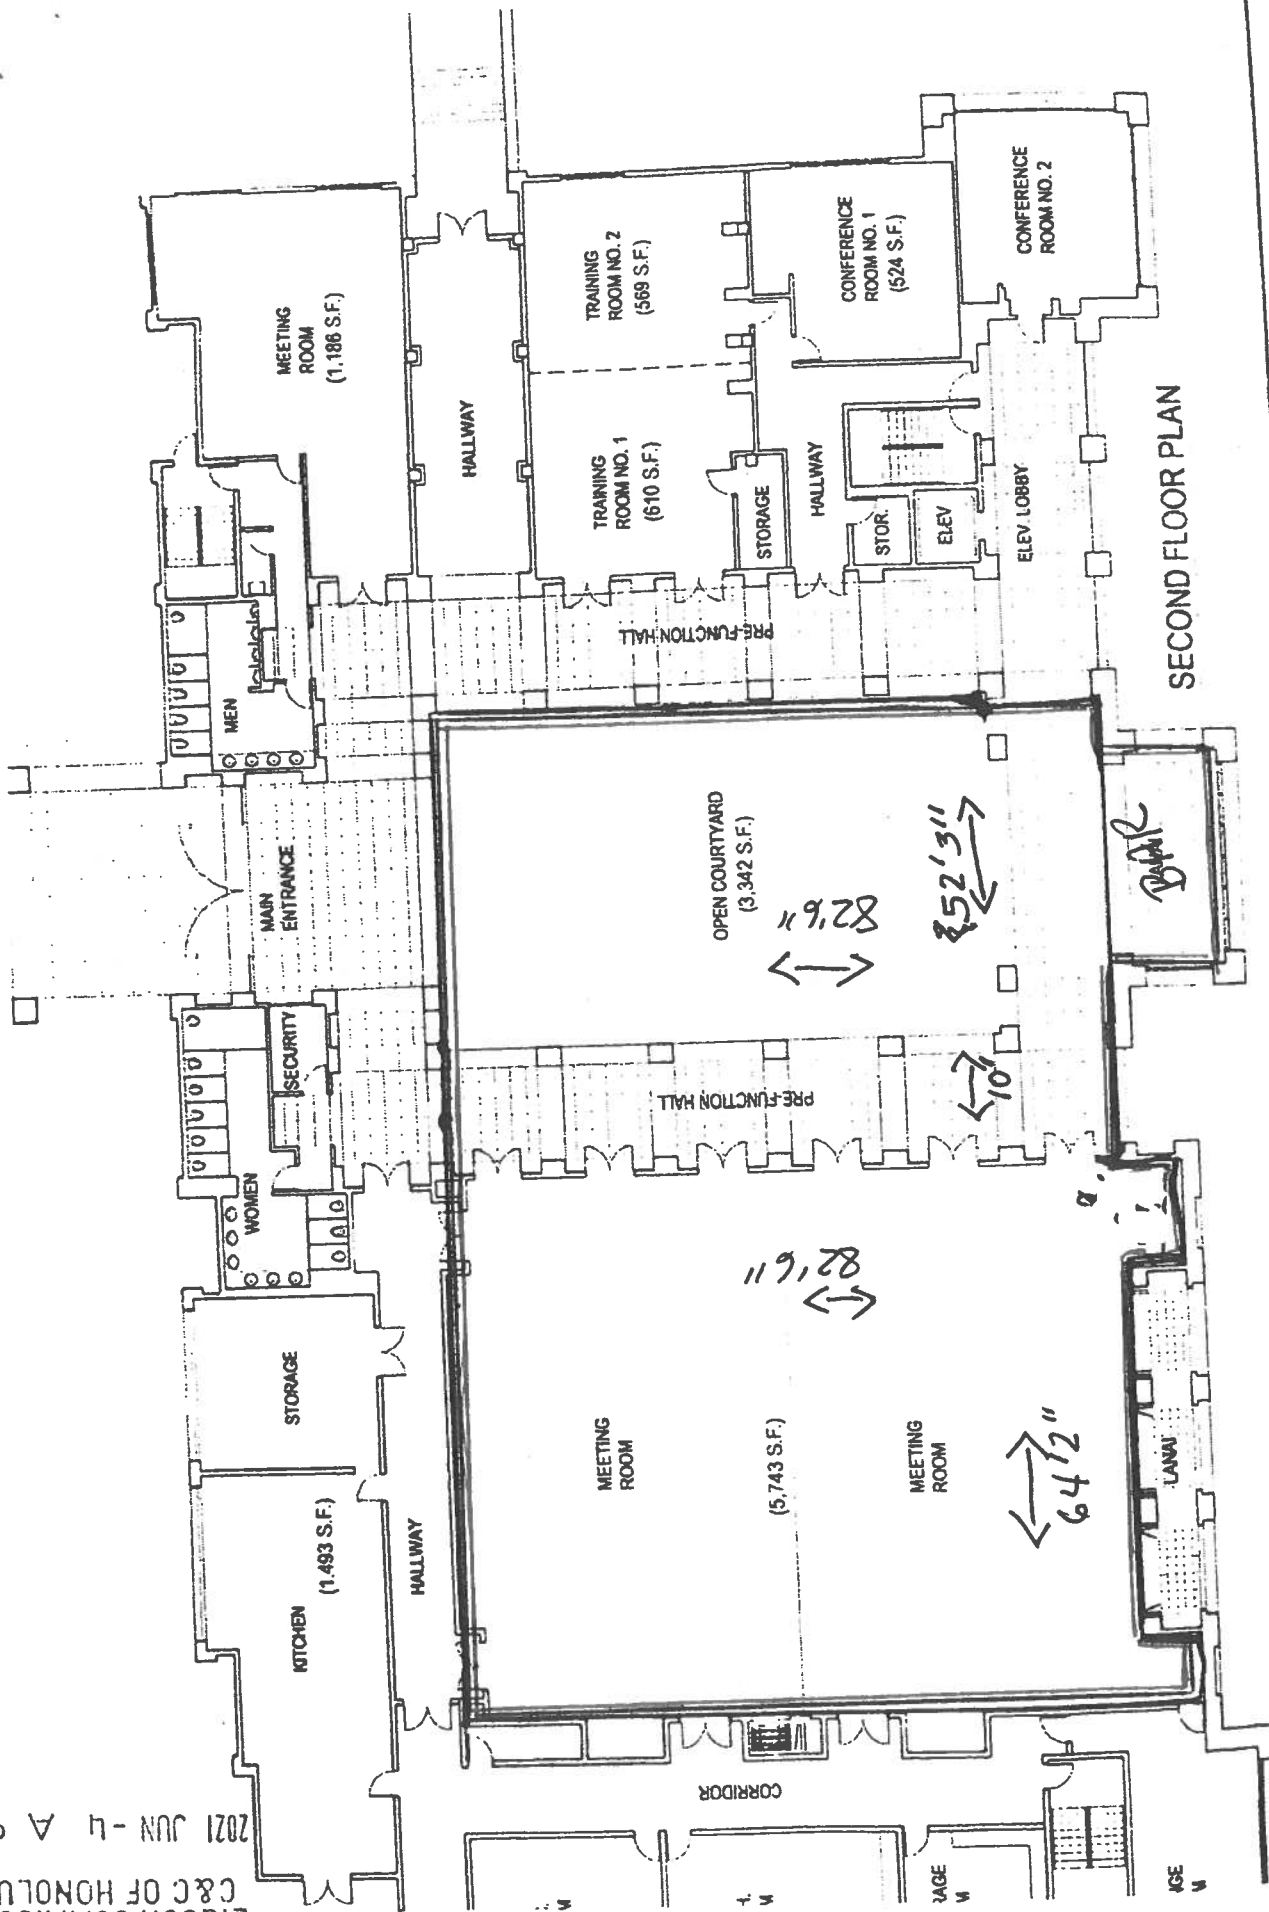 SECOND FLOOR PLAN
MEETING
ROOM
(1,186 S.F.)
HALLWAY
TRAINING
ROOM NO. 2
(569 S.F.)
TRAINING
ROOM NO. 1
(610 S.F.)
CONFERENCE
ROOM NO. 1
(524 S.F.)
CONFERENCE
ROOM NO. 2
STORAGE
HALLWAY
STOR.
ELEV
ELEV. LOBBY
PRE-FUNCTION HALL
MEN
MAIN
ENTRANCE
SECURITY
WOMEN
OPEN COURTYARD
(3,342 S.F.)
82'6"
52'3"
BAR
PRE-FUNCTION HALL
10"
STORAGE
KITCHEN
(1,493 S.F.)
HALLWAY
MEETING
ROOM
(5,743 S.F.)
MEETING
ROOM
82'6"
64'2"
LANAI
CORRIDOR
2021 JUN -4 A
C&C OF HONOLU